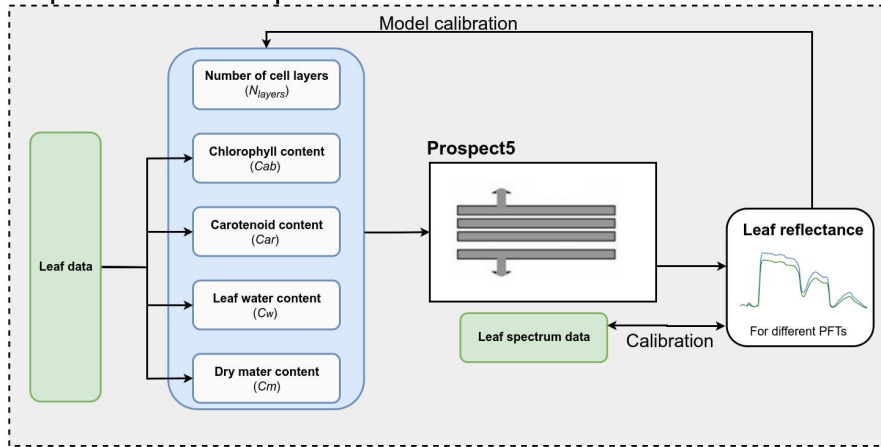 Model calibration
Number of cell layers
(Nlayers)
Chlorophyll content
(Cab)
Prospect5
Carotenoid content
(Car)
Leaf data
Leaf reflectance
Leaf water content
(Cw)
For different PFTs
Leaf spectrum data
Calibration
Dry mater content
(Cm)